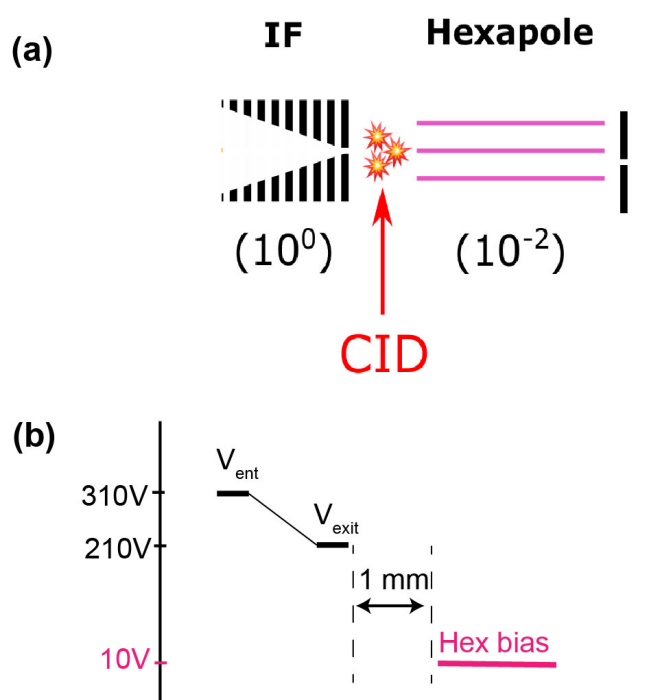 (a)
IF
Hexapole
(10⁰)
(10⁻²)
CID
(b)
V_ent
310V
V_exit
210V
1 mm
Hex bias
10V